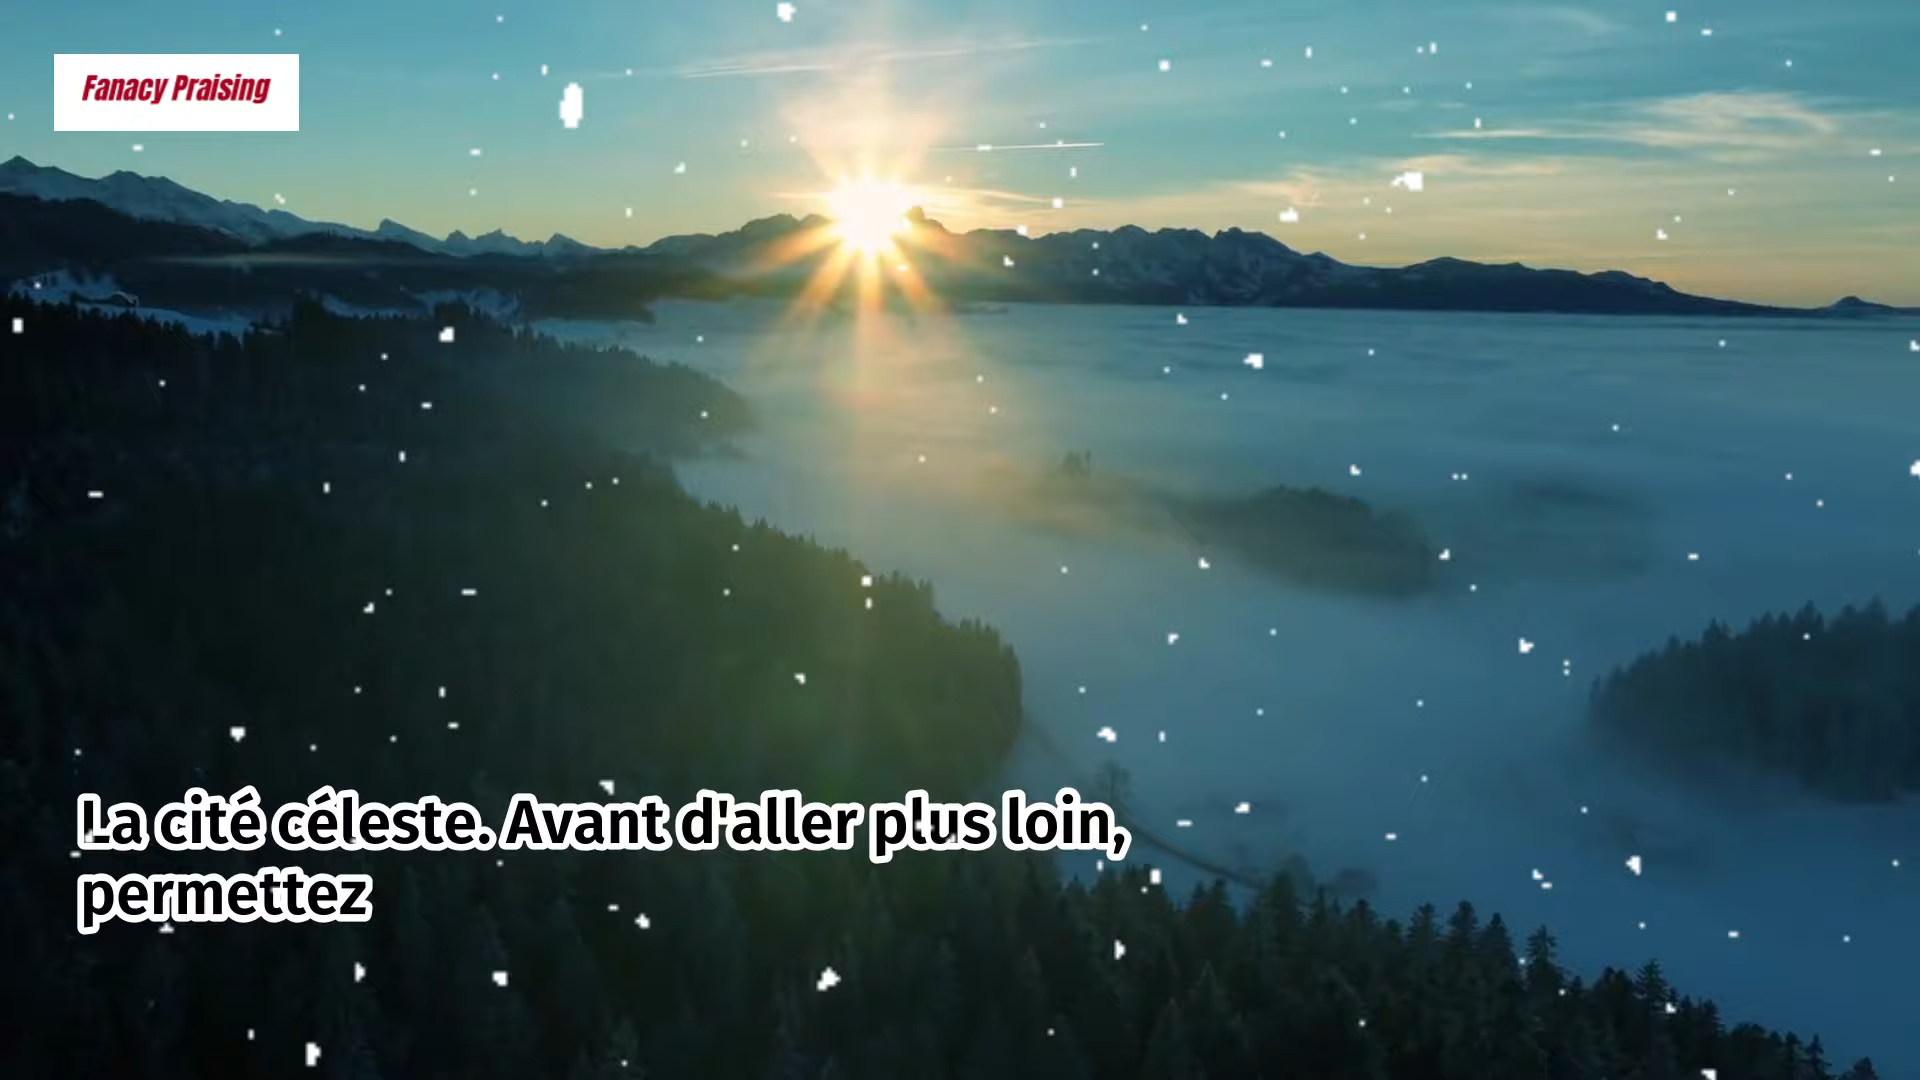 Fanacy Praising
La cité céleste. Avant d'aller plus loin,
permettez